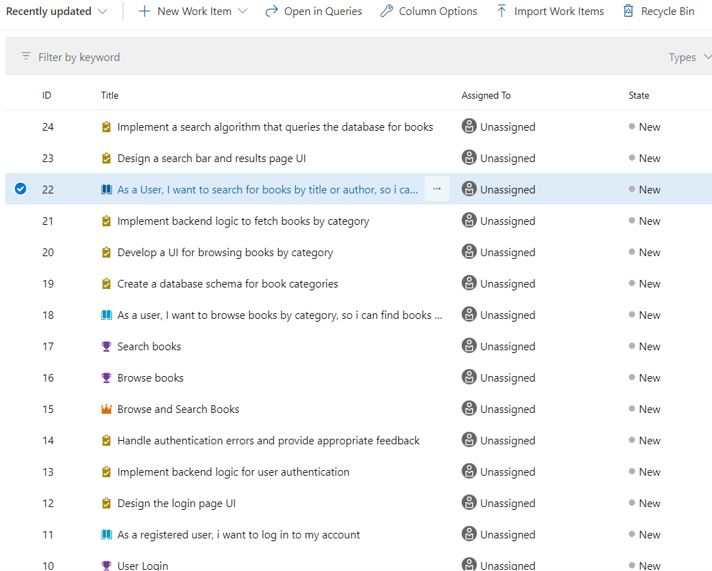 Recently updated New Work Item Open in Queries Column Options Import Work Items Recycle Bin
Filter by keyword Types
ID Title Assigned To State
24 Implement a search algorithm that queries the database for books Unassigned New
23 Design a search bar and results page UI Unassigned New
22 As a User, I want to search for books by title or author, so i ca... ... Unassigned New
21 Implement backend logic to fetch books by category Unassigned New
20 Develop a UI for browsing books by category Unassigned New
19 Create a database schema for book categories Unassigned New
18 As a user, I want to browse books by category, so i can find books ... Unassigned New
17 Search books Unassigned New
16 Browse books Unassigned New
15 Browse and Search Books Unassigned New
14 Handle authentication errors and provide appropriate feedback Unassigned New
13 Implement backend logic for user authentication Unassigned New
12 Design the login page UI Unassigned New
11 As a registered user, i want to log in to my account Unassigned New
10 User Login Unassigned New